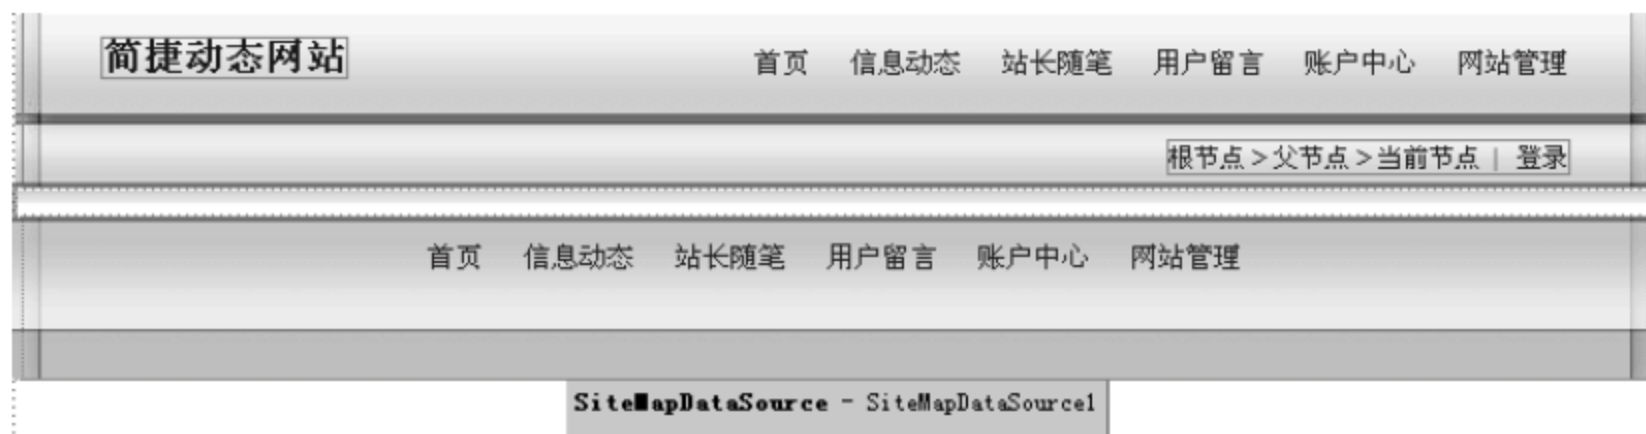 简捷动态网站 首页 信息动态 站长随笔 用户留言 账户中心 网站管理
根节点 > 父节点 > 当前节点 | 登录
首页 信息动态 站长随笔 用户留言 账户中心 网站管理
SiteMapDataSource - SiteMapDataSource1